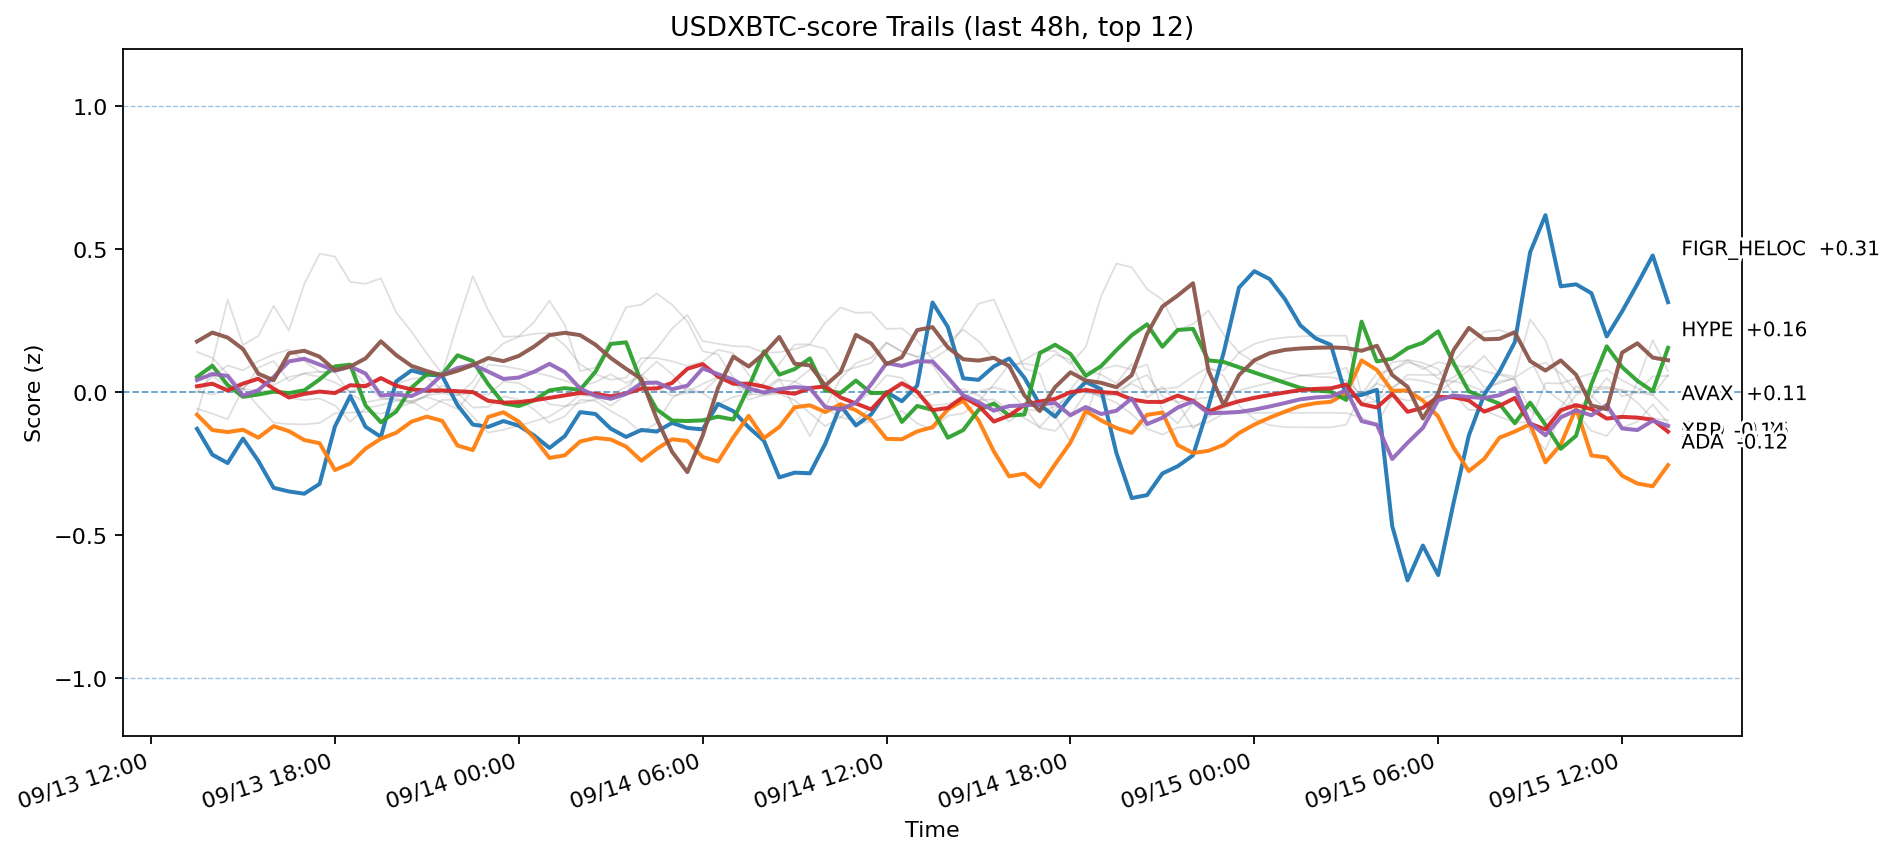 USDXBTC-score Trails (last 48h, top 12)
Score (z)
1.0
0.5
0.0
−0.5
−1.0
FIGR_HELOC +0.31
HYPE +0.16
AVAX +0.11
XRP
ADA -0.12
09/13 12:00
09/13 18:00
09/14 00:00
09/14 06:00
09/14 12:00
09/14 18:00
09/15 00:00
09/15 06:00
09/15 12:00
Time